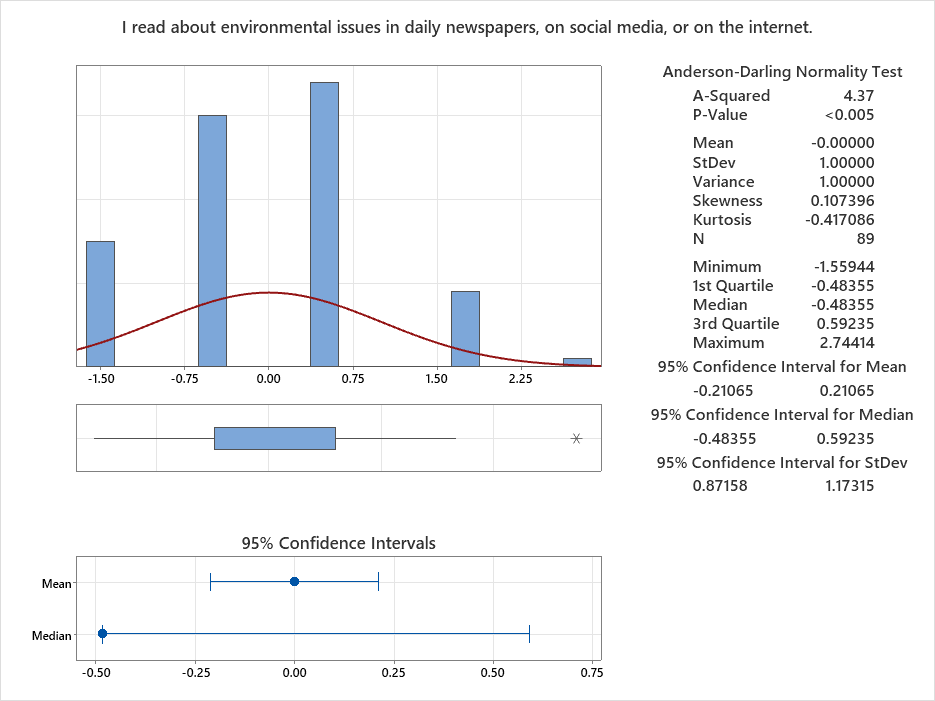 I read about environmental issues in daily newspapers, on social media, or on the internet.
Anderson-Darling Normality Test
A-Squared 4.37
P-Value <0.005
Mean -0.00000
StDev 1.00000
Variance 1.00000
Skewness 0.107396
Kurtosis -0.417086
N 89
Minimum -1.55944
1st Quartile -0.48355
Median -0.48355
3rd Quartile 0.59235
Maximum 2.74414
95% Confidence Interval for Mean
-0.21065 0.21065
95% Confidence Interval for Median
-0.48355 0.59235
95% Confidence Interval for StDev
0.87158 1.17315
-1.50 -0.75 0.00 0.75 1.50 2.25
95% Confidence Intervals
Mean
Median
-0.50 -0.25 0.00 0.25 0.50 0.75